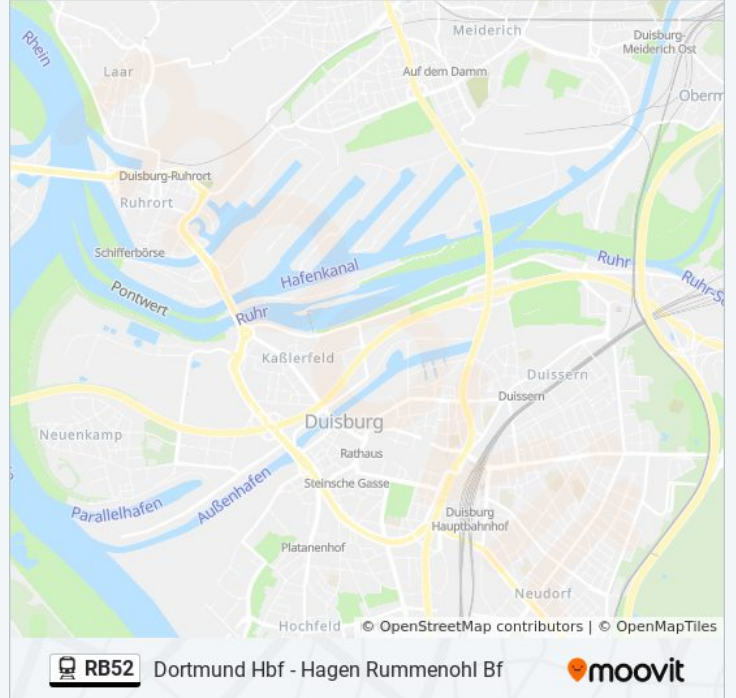 Rhein
Meiderich
Duisburg-
Meiderich Ost
Laar
Auf dem Damm
Duisburg-Ruhrort
Ruhrort
Schifferbörse
Hafenkanal
Ruhr
Pontwert
Ruhr
Kaßlerfeld
Duissern
Duissern
Duisburg
Neuenkamp
Rathaus
Steinsche Gasse
Außenhafen
Parallelhafen
Duisburg
Hauptbahnhof
Platanenhof
Neudorf
Hochfeld
© OpenStreetMap contributors | © OpenMapTiles
RB52 Dortmund Hbf - Hagen Rummenohl Bf
moovit